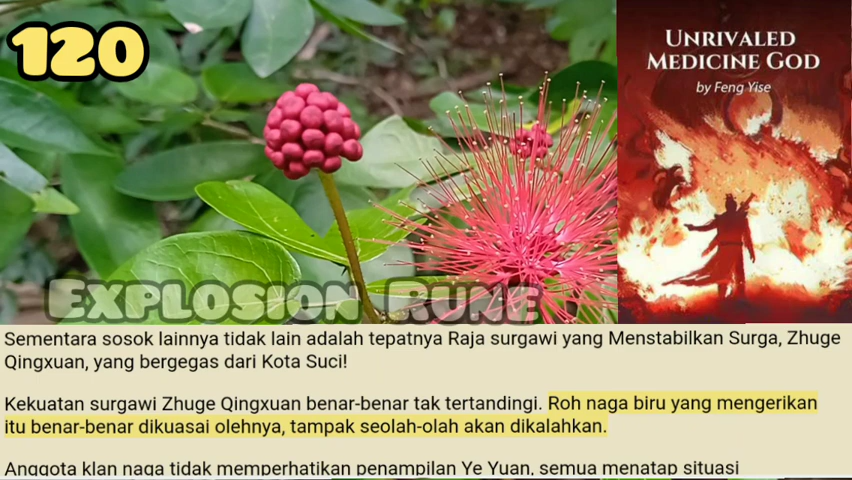 120
UNRIVALED
MEDICINE GOD
by Feng Yise
EXPLOSION RUNE
Sementara sosok lainnya tidak lain adalah tepatnya Raja surgawi yang Menstabilkan Surga, Zhuge
Qingxuan, yang bergegas dari Kota Suci!
Kekuatan surgawi Zhuge Qingxuan benar-benar tak tertandingi. Roh naga biru yang mengerikan
itu benar-benar dikuasai olehnya, tampak seolah-olah akan dikalahkan.
Anggota klan naga tidak memperhatikan penampilan Ye Yuan, semua menatap situasi